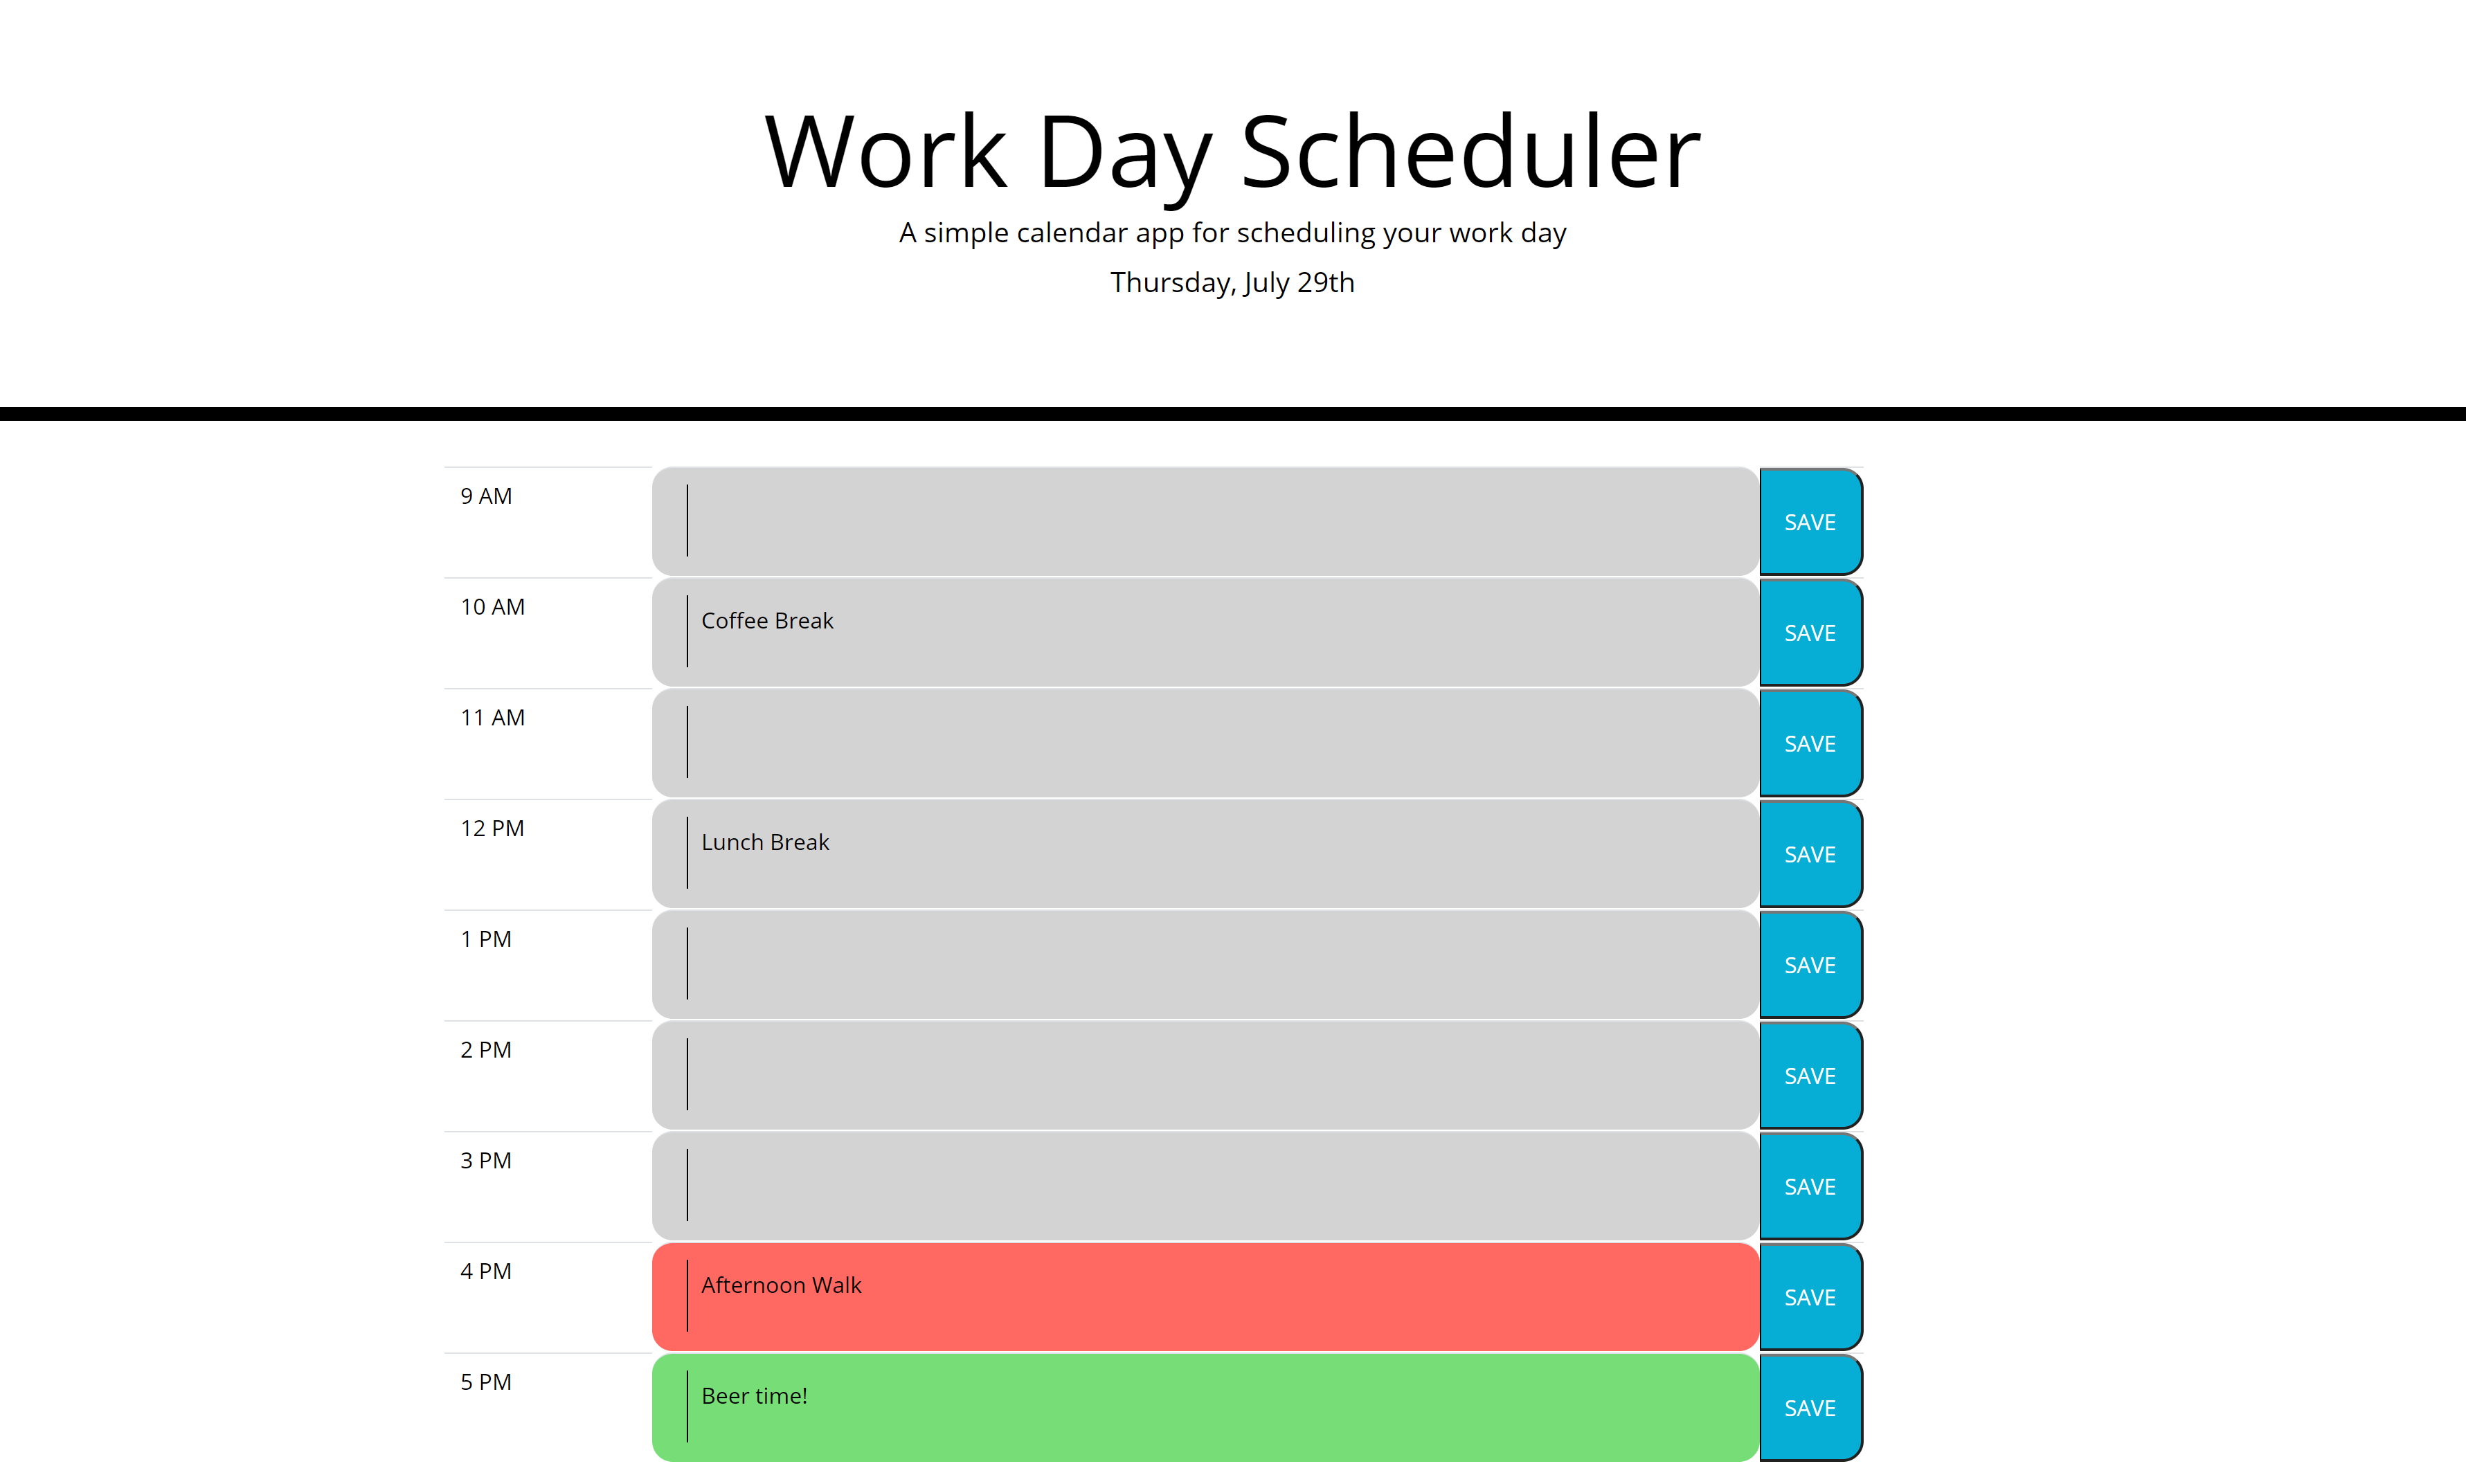 Work Day Scheduler
A simple calendar app for scheduling your work day
Thursday, July 29th
9 AM SAVE
10 AM Coffee Break SAVE
11 AM SAVE
12 PM Lunch Break SAVE
1 PM SAVE
2 PM SAVE
3 PM SAVE
4 PM Afternoon Walk SAVE
5 PM Beer time! SAVE